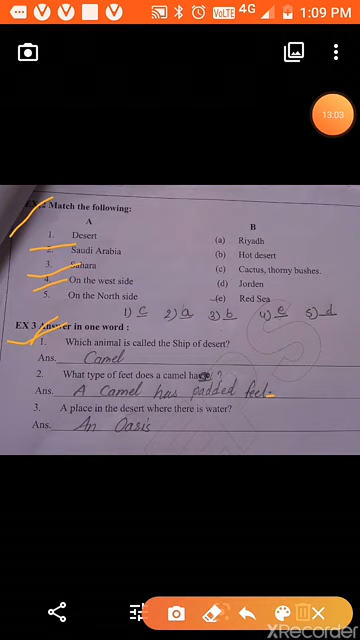 VoLTE 4G 1:09 PM
13:03
EX 2 Match the following:
A B
1. Desert (a) Riyadh
2. Saudi Arabia (b) Hot desert
3. Sahara (c) Cactus, thorny bushes.
4. On the west side (d) Jorden
5. On the North side (e) Red Sea
1) c 2) a 3) b 4) e 5) d
EX 3 Answer in one word :
1. Which animal is called the Ship of desert?
Ans. Camel
2. What type of feet does a camel has ?
Ans. A Camel has padded feet.
3. A place in the desert where there is water?
Ans. An Oasis
XRecorder